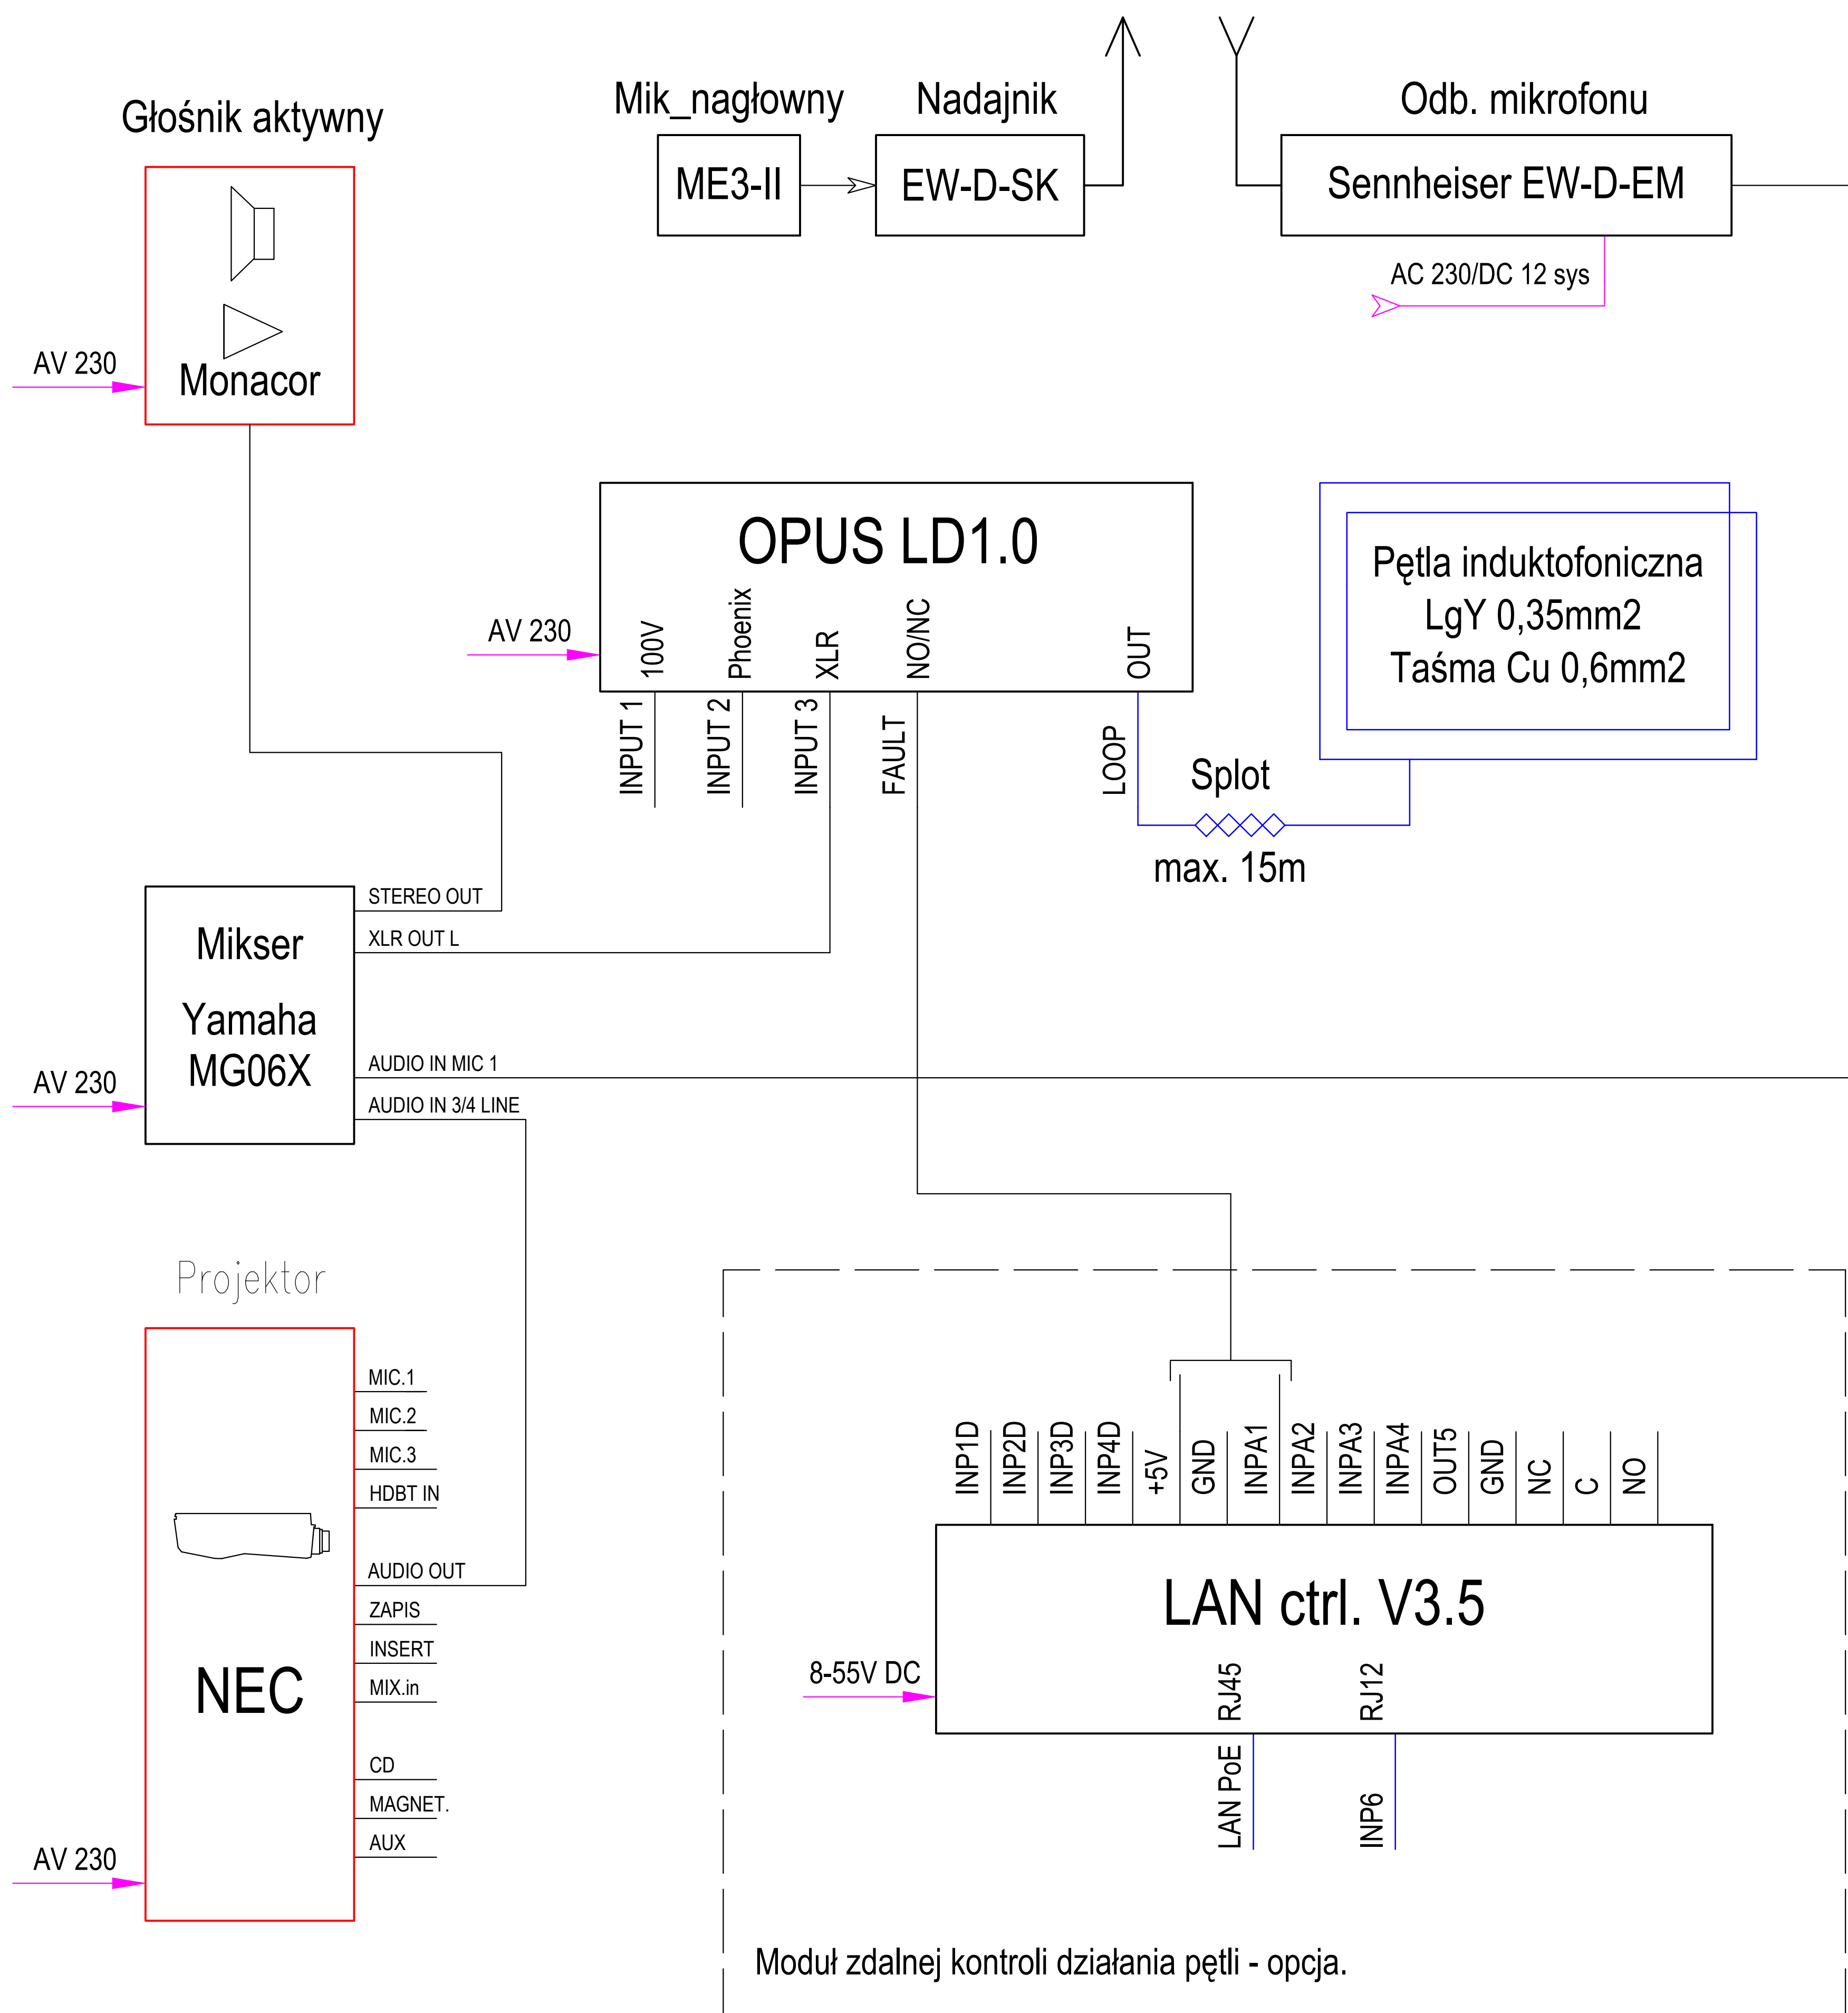 Głośnik aktywny
Monacor
AV 230
Mik_nagłowny
ME3-II
Nadajnik
EW-D-SK
Odb. mikrofonu
Sennheiser EW-D-EM
AC 230/DC 12 sys
OPUS LD1.0
AV 230
100V
Phoenix
XLR
NO/NC
OUT
INPUT 1
INPUT 2
INPUT 3
FAULT
LOOP
Pętla induktofoniczna
LgY 0,35mm2
Taśma Cu 0,6mm2
Splot
max. 15m
Mikser
Yamaha
MG06X
AV 230
STEREO OUT
XLR OUT L
AUDIO IN MIC 1
AUDIO IN 3/4 LINE
Projektor
NEC
AV 230
MIC.1
MIC.2
MIC.3
HDBT IN
AUDIO OUT
ZAPIS
INSERT
MIX.in
CD
MAGNET.
AUX
INP1D
INP2D
INP3D
INP4D
+5V
GND
INPA1
INPA2
INPA3
INPA4
OUT5
GND
NC
C
NO
LAN ctrl. V3.5
8-55V DC
RJ45
RJ12
LAN PoE
INP6
Moduł zdalnej kontroli działania pętli - opcja.